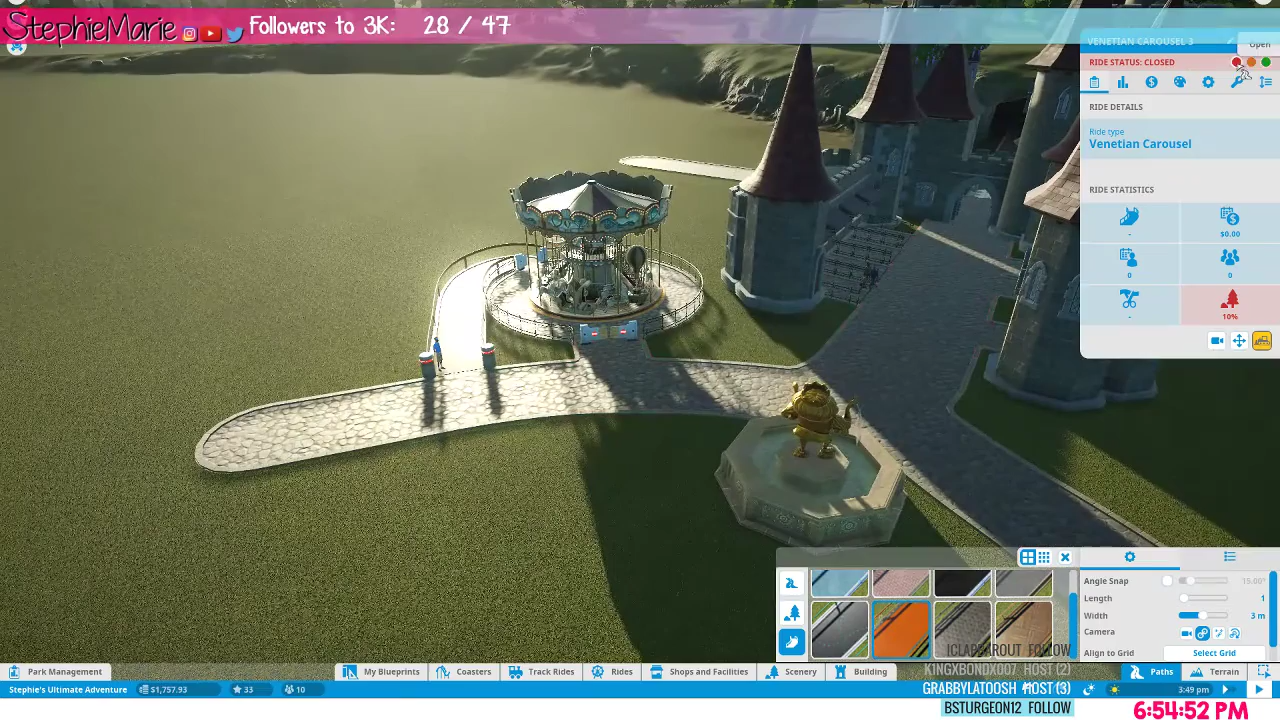 StephieMarie
Followers to 3K: 28 / 47
VENETIAN CAROUSEL 3
Open
RIDE STATUS: CLOSED
RIDE DETAILS
Ride type
Venetian Carousel
RIDE STATISTICS
-
$0.00
0
0
-
10%
Angle Snap
15.00°
Length
1
Width
3 m
Camera
Align to Grid
Select Grid
ICLAPEKROUT FOLLOW
KINGXBONDX007 HOST (2)
GRABBYLATOOSH HOST (3)
BSTURGEON12 FOLLOW
Park Management
My Blueprints
Coasters
Track Rides
Rides
Shops and Facilities
Scenery
Building
Paths
Terrain
Stephie's Ultimate Adventure
$1,757.93
33
10
3:49 pm
6:54:52 PM